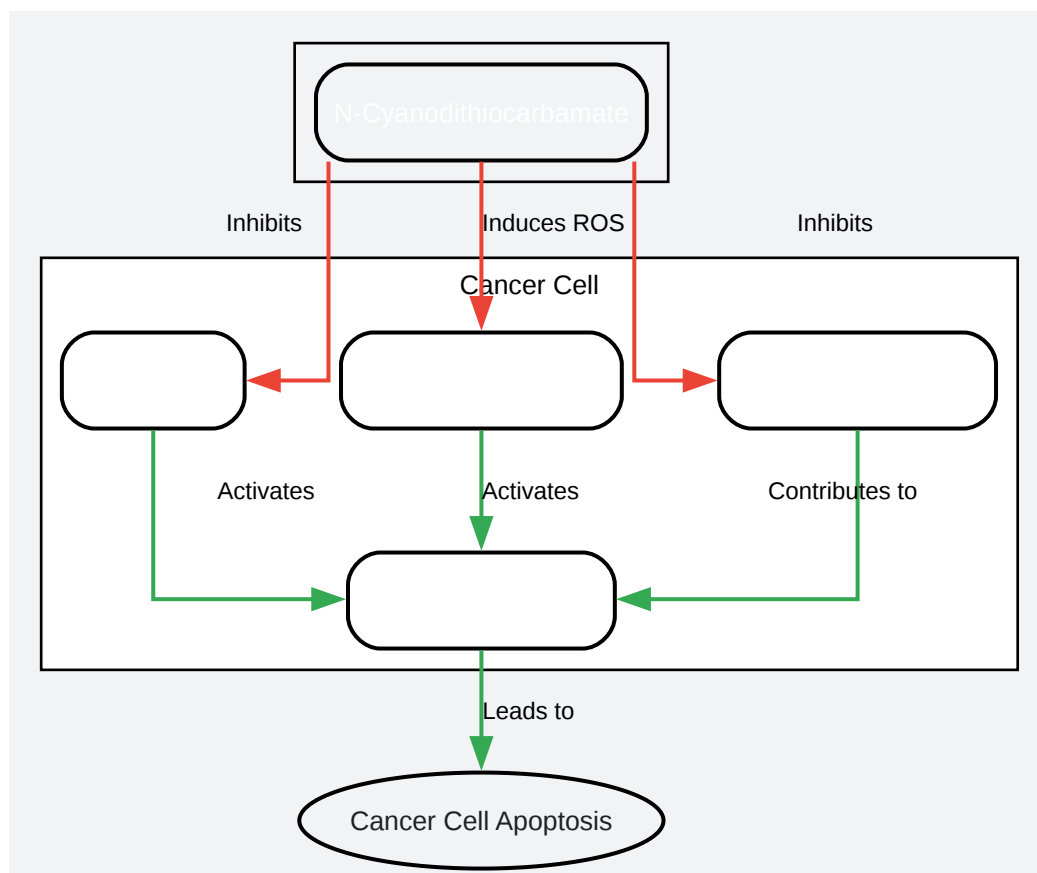 N-Cyanodithiocarbamate
Inhibits
Induces ROS
Inhibits
Cancer Cell
Activates
Activates
Contributes to
Leads to
Cancer Cell Apoptosis